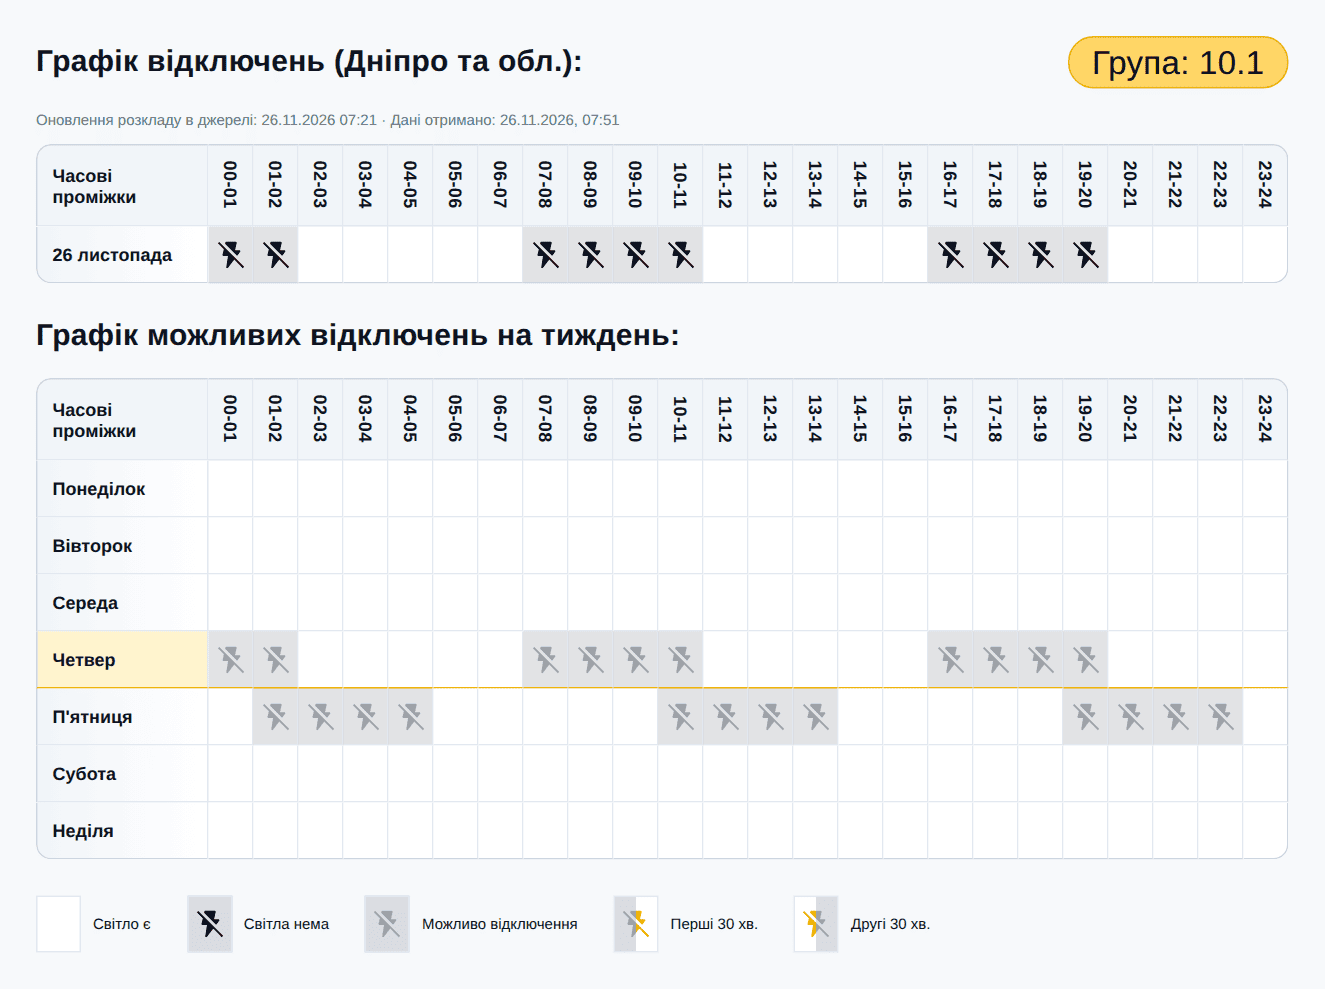 Графік відключень (Дніпро та обл.):
Група: 10.1
Оновлення розкладу в джерелі: 26.11.2026 07:21 · Дані отримано: 26.11.2026, 07:51
Часові проміжки 00-01 01-02 02-03 03-04 04-05 05-06 06-07 07-08 08-09 09-10 10-11 11-12 12-13 13-14 14-15 15-16 16-17 17-18 18-19 19-20 20-21 21-22 22-23 23-24
26 листопада
Графік можливих відключень на тиждень:
Часові проміжки 00-01 01-02 02-03 03-04 04-05 05-06 06-07 07-08 08-09 09-10 10-11 11-12 12-13 13-14 14-15 15-16 16-17 17-18 18-19 19-20 20-21 21-22 22-23 23-24
Понеділок
Вівторок
Середа
Четвер
П'ятниця
Субота
Неділя
Світло є Світла нема Можливо відключення Перші 30 хв. Другі 30 хв.